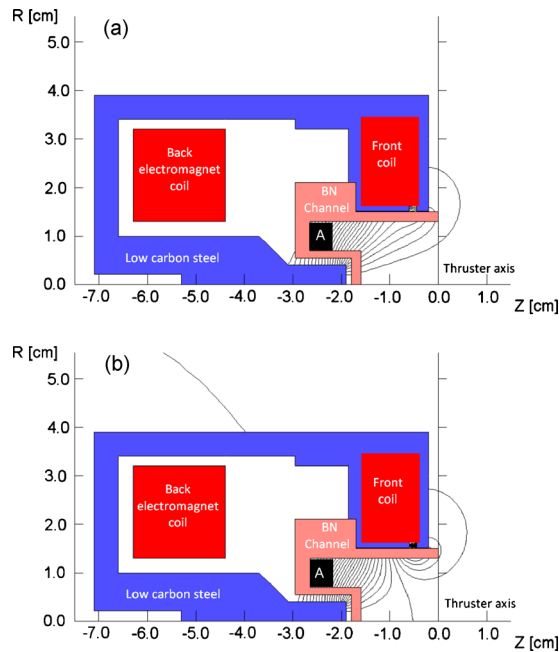 R [cm]
(a)
5.0
4.0
3.0
2.0
1.0
0.0
Back
electromagnet
coil
Front
coil
BN
Channel
A
Low carbon steel
Thruster axis
-7.0 -6.0 -5.0 -4.0 -3.0 -2.0 -1.0 0.0 1.0
Z [cm]
R [cm]
(b)
5.0
4.0
3.0
2.0
1.0
0.0
Back
electromagnet
coil
Front
coil
BN
Channel
A
Low carbon steel
Thruster axis
-7.0 -6.0 -5.0 -4.0 -3.0 -2.0 -1.0 0.0 1.0
Z [cm]